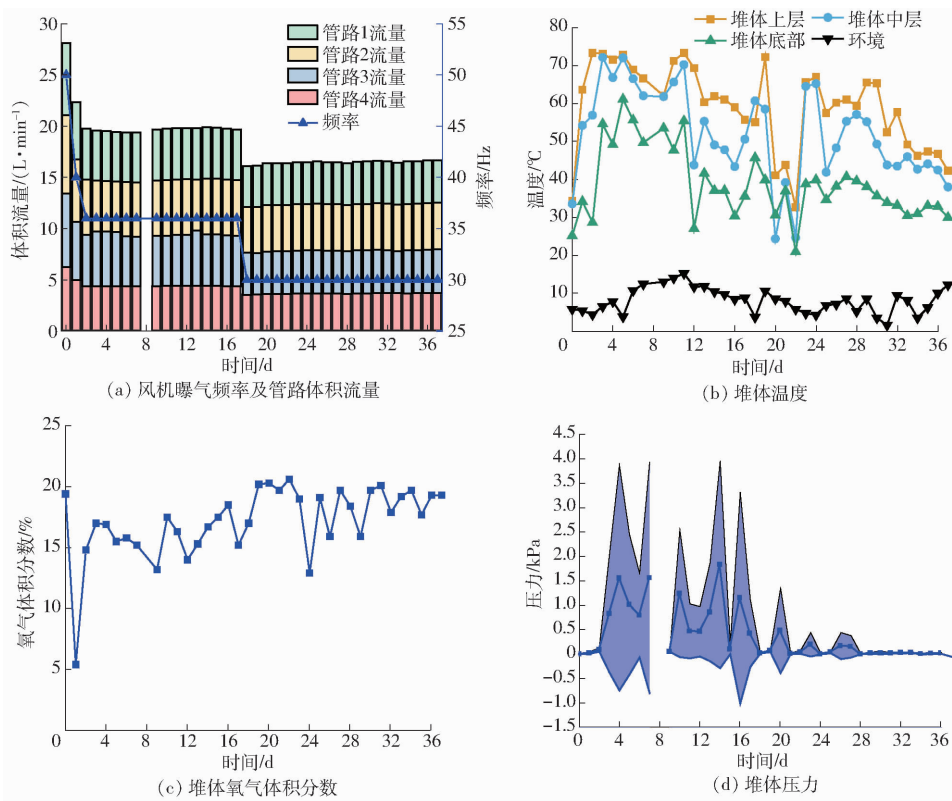 30
25
20
15
10
5
0
体积流量/(L·min⁻¹)
管路1流量
管路2流量
管路3流量
管路4流量
频率
55
50
45
40
35
30
25
频率/Hz
0 4 8 12 16 20 24 28 32 36
时间/d
(a) 风机曝气频率及管路体积流量
堆体上层 堆体中层
堆体底部 环境
80
70
60
50
40
30
20
10
0
温度/℃
0 4 8 12 16 20 24 28 32 36
时间/d
(b) 堆体温度
25
20
15
10
5
0
氧气体积分数/%
0 4 8 12 16 20 24 28 32 36
时间/d
(c) 堆体氧气体积分数
4.5
4.0
3.5
3.0
2.5
2.0
1.5
1.0
0.5
0
-0.5
-1.0
-1.5
压力/kPa
0 4 8 12 16 20 24 28 32 36
时间/d
(d) 堆体压力